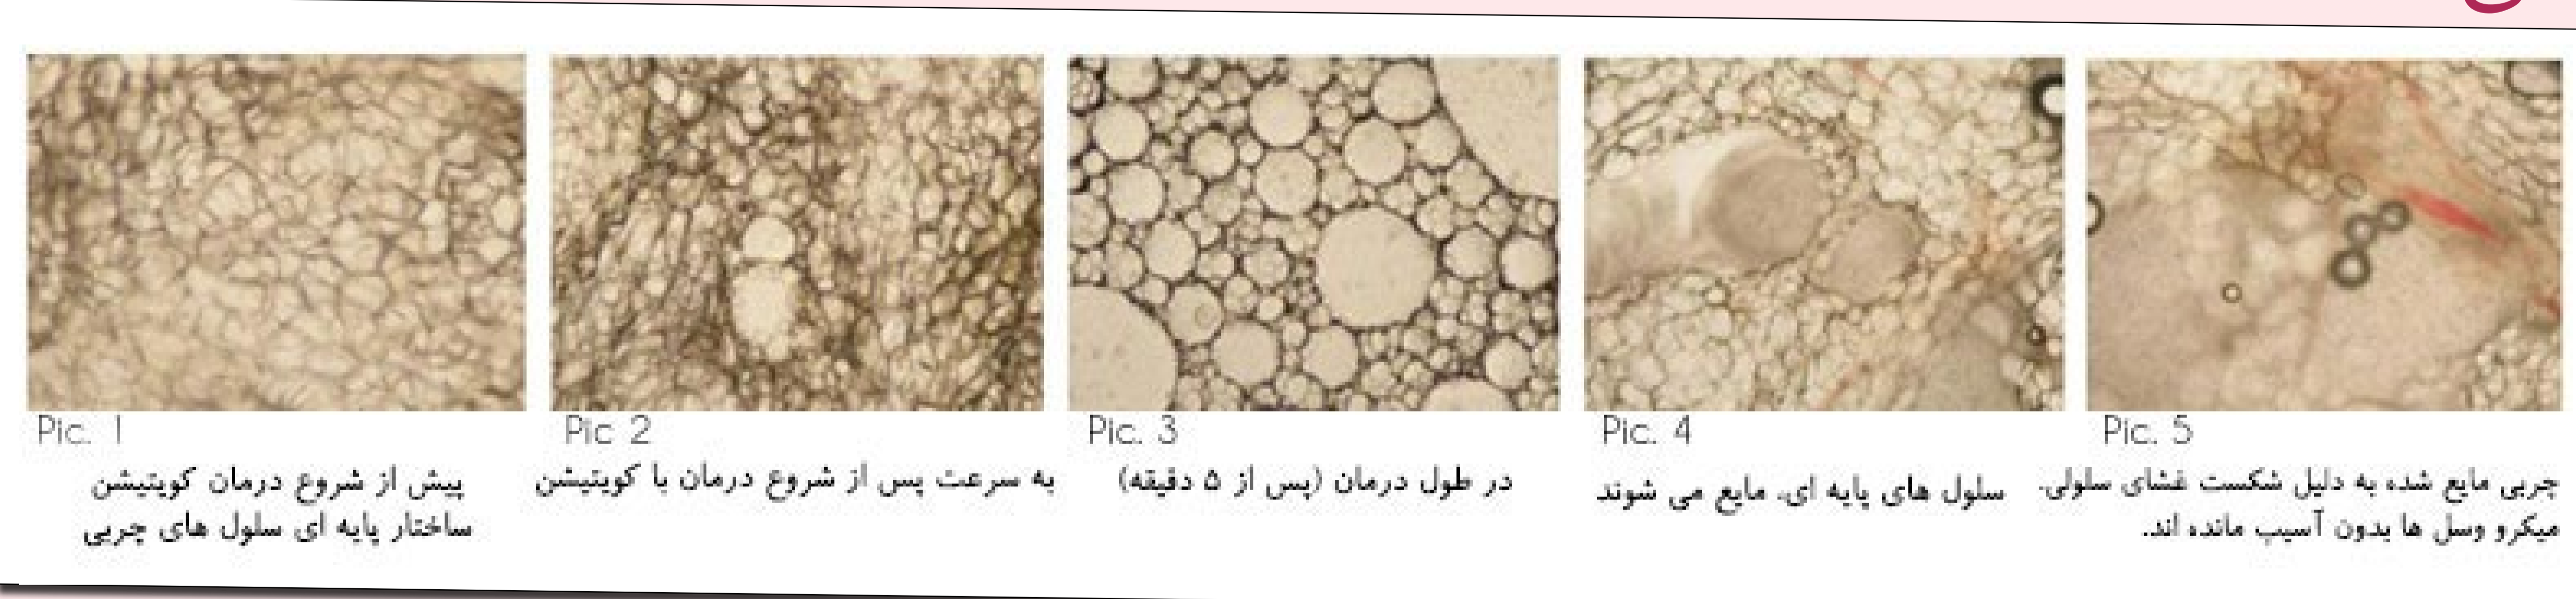 Pic. 1
پیش از شروع درمان کویتیشن
ساختار پایه ای سلول های چربی
Pic 2
به سرعت پس از شروع درمان با کویتیشن
Pic. 3
در طول درمان (پس از ۵ دقیقه)
Pic. 4
سلول های پایه ای، مایع می شوند
Pic. 5
چربی مایع شده به دلیل شکست غشای سلولی.
میکرو وسل ها بدون آسیب مانده اند.